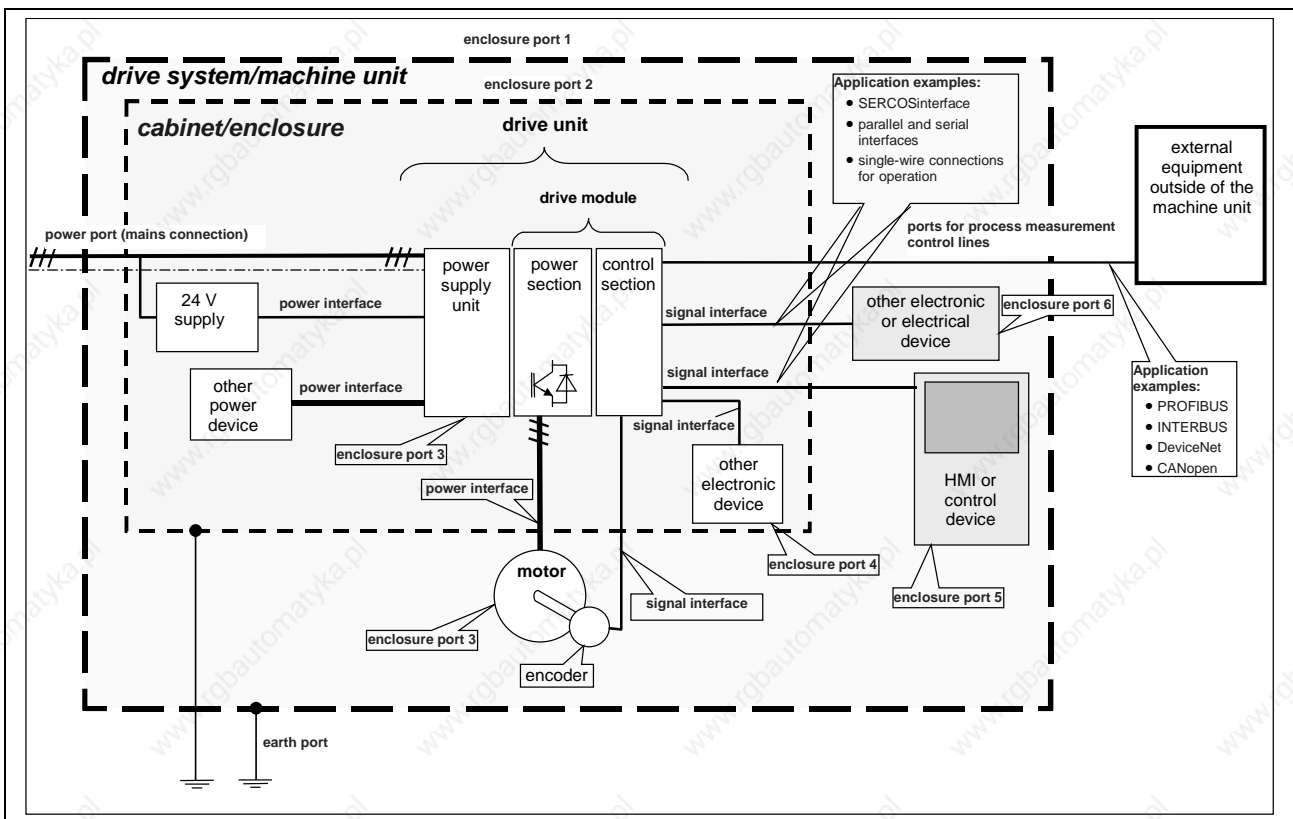 enclosure port 1
drive system/machine unit
enclosure port 2
cabinet/enclosure
drive unit
drive module
Application examples:
• SERCOSinterface
• parallel and serial
interfaces
• single-wire connections
for operation
external
equipment
outside of the
machine unit
power port (mains connection)
ports for process measurement
control lines
power
supply
unit
power
section
control
section
24 V
supply
power interface
signal interface
other electronic
or electrical
device
enclosure port 6
other
power
device
power interface
signal interface
signal interface
enclosure port 3
power interface
other
electronic
device
HMI or
control
device
Application
examples:
• PROFIBUS
• INTERBUS
• DeviceNet
• CANopen
motor
enclosure port 4
enclosure port 5
signal interface
enclosure port 3
encoder
earth port
www.rgbautomatyka.pl